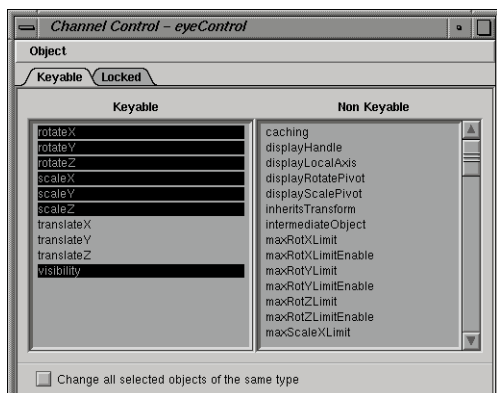 Channel Control – eyeControl
Object
Keyable Locked
Keyable
rotateX
rotateY
rotateZ
scaleX
scaleY
scaleZ
translateX
translateY
translateZ
visibility
Non Keyable
caching
displayHandle
displayLocalAxis
displayRotatePivot
displayScalePivot
inheritsTransform
intermediateObject
maxRotXLimit
maxRotXLimitEnable
maxRotYLimit
maxRotYLimitEnable
maxRotZLimit
maxRotZLimitEnable
maxScaleXLimit
Change all selected objects of the same type